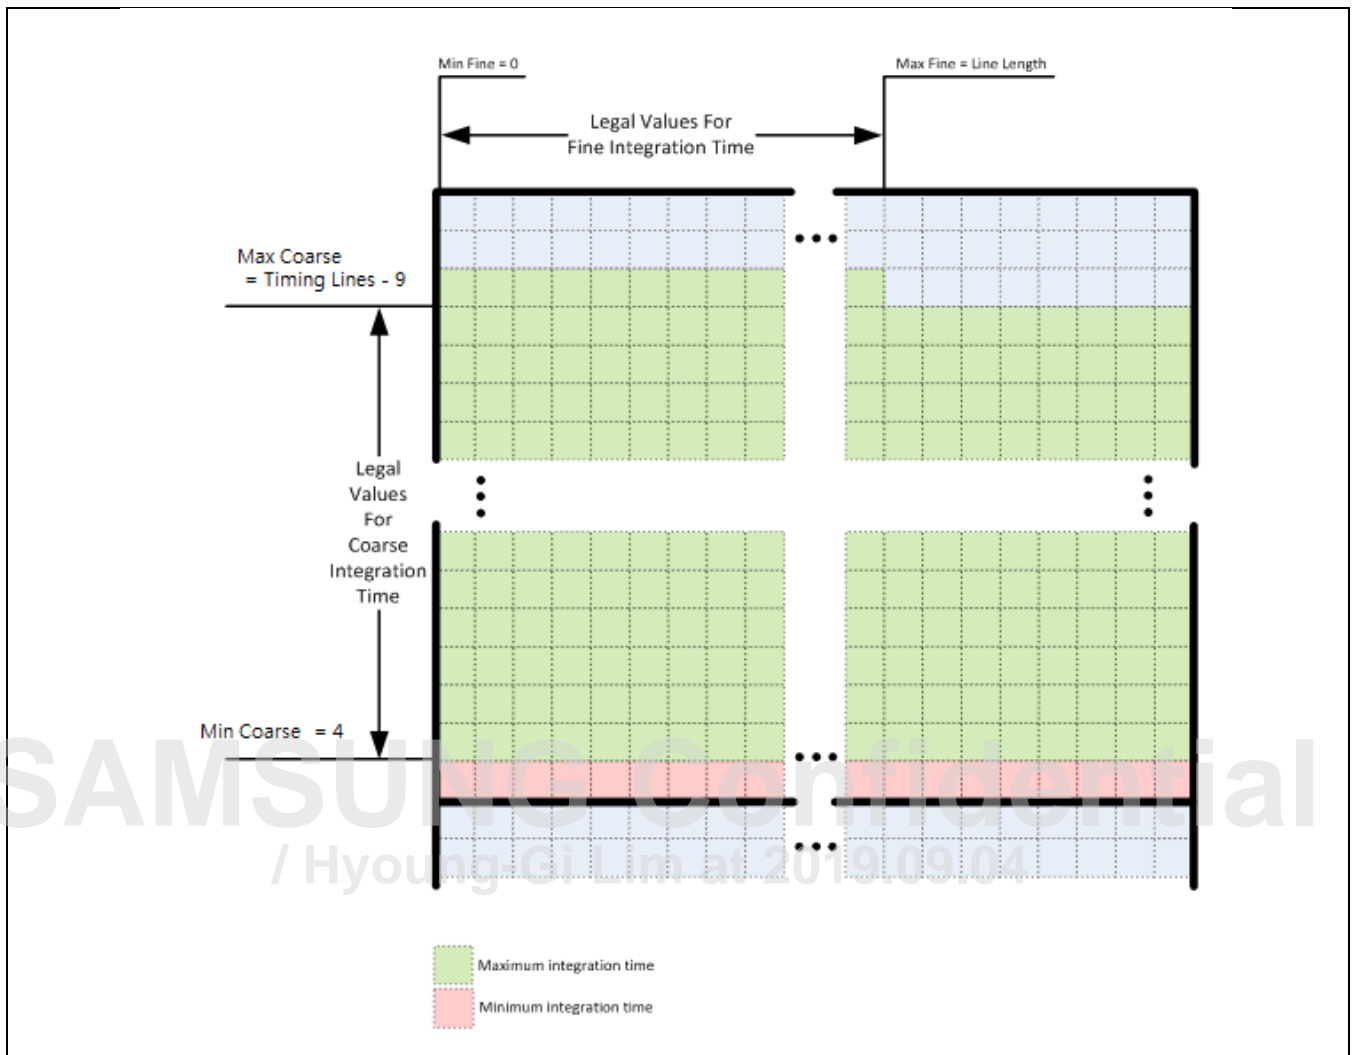 Min Fine = 0
Max Fine = Line Length
Legal Values For
Fine Integration Time
Max Coarse
= Timing Lines - 9
Legal
Values
For
Coarse
Integration
Time
Min Coarse = 4
SAMSUNG Confidential
/ Hyoung-Gi Lim at 2019.09.04
Maximum integration time
Minimum integration time